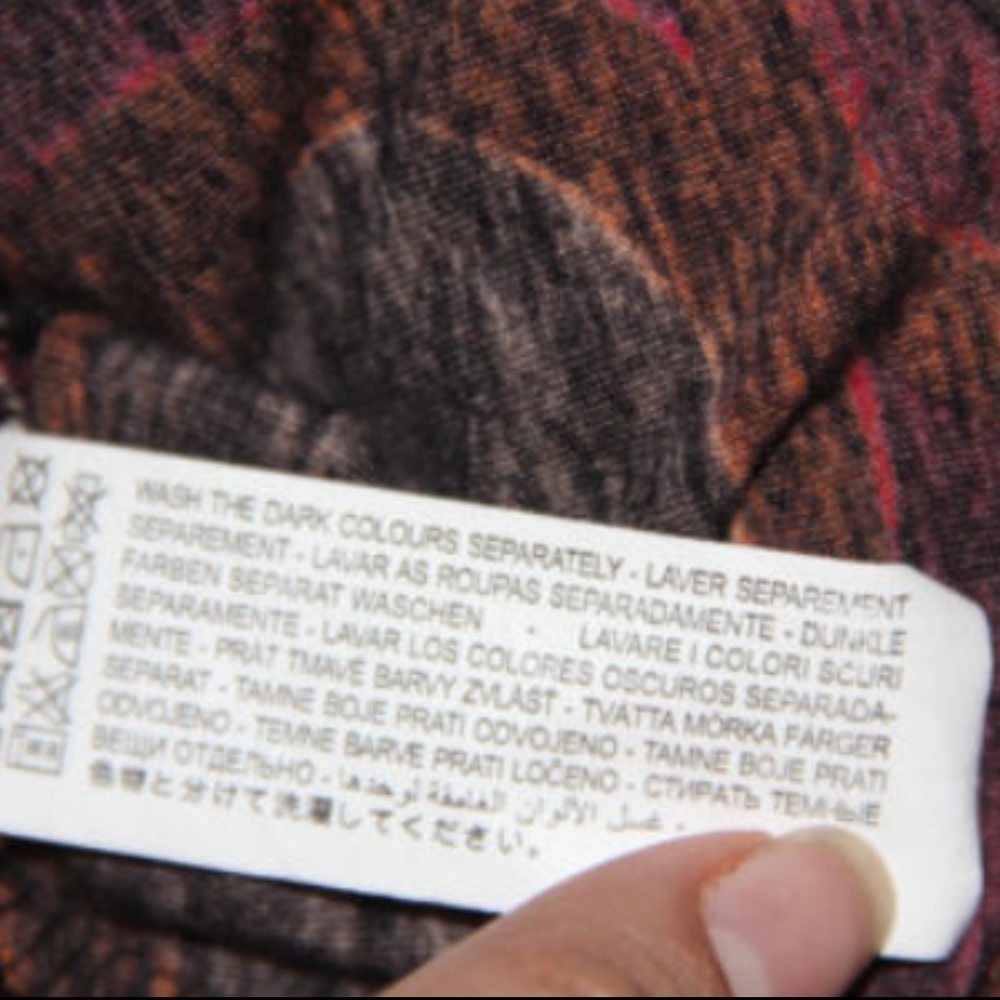 WASH THE DARK COLOURS SEPARATELY - LAVER SEPAREMENT
SEPAREMENT - LAVAR AS ROUPAS SEPARADAMENTE - DUNKLE
FARBEN SEPARAT WASCHEN - LAVARE I COLORI SCURI
SEPARAMENTE - LAVAR LOS COLORES OSCUROS SEPARADA-
MENTE - PRAT TMAVÉ BARVY ZVLÁŠT - TVÄTTA MÖRKA FÄRGER
SEPARAT - TAMNE BOJE PRATI ODVOJENO - TAMNE BOJE PRATI
ODVOJENO - TEMNE BARVE PRATI LOČENO - СТИРАТЬ ТЕМНЫЕ
ВЕЩИ ОТДЕЛЬНО - غسل الألوان الغامقة لوحدها -
色物と分けて洗濯してください。